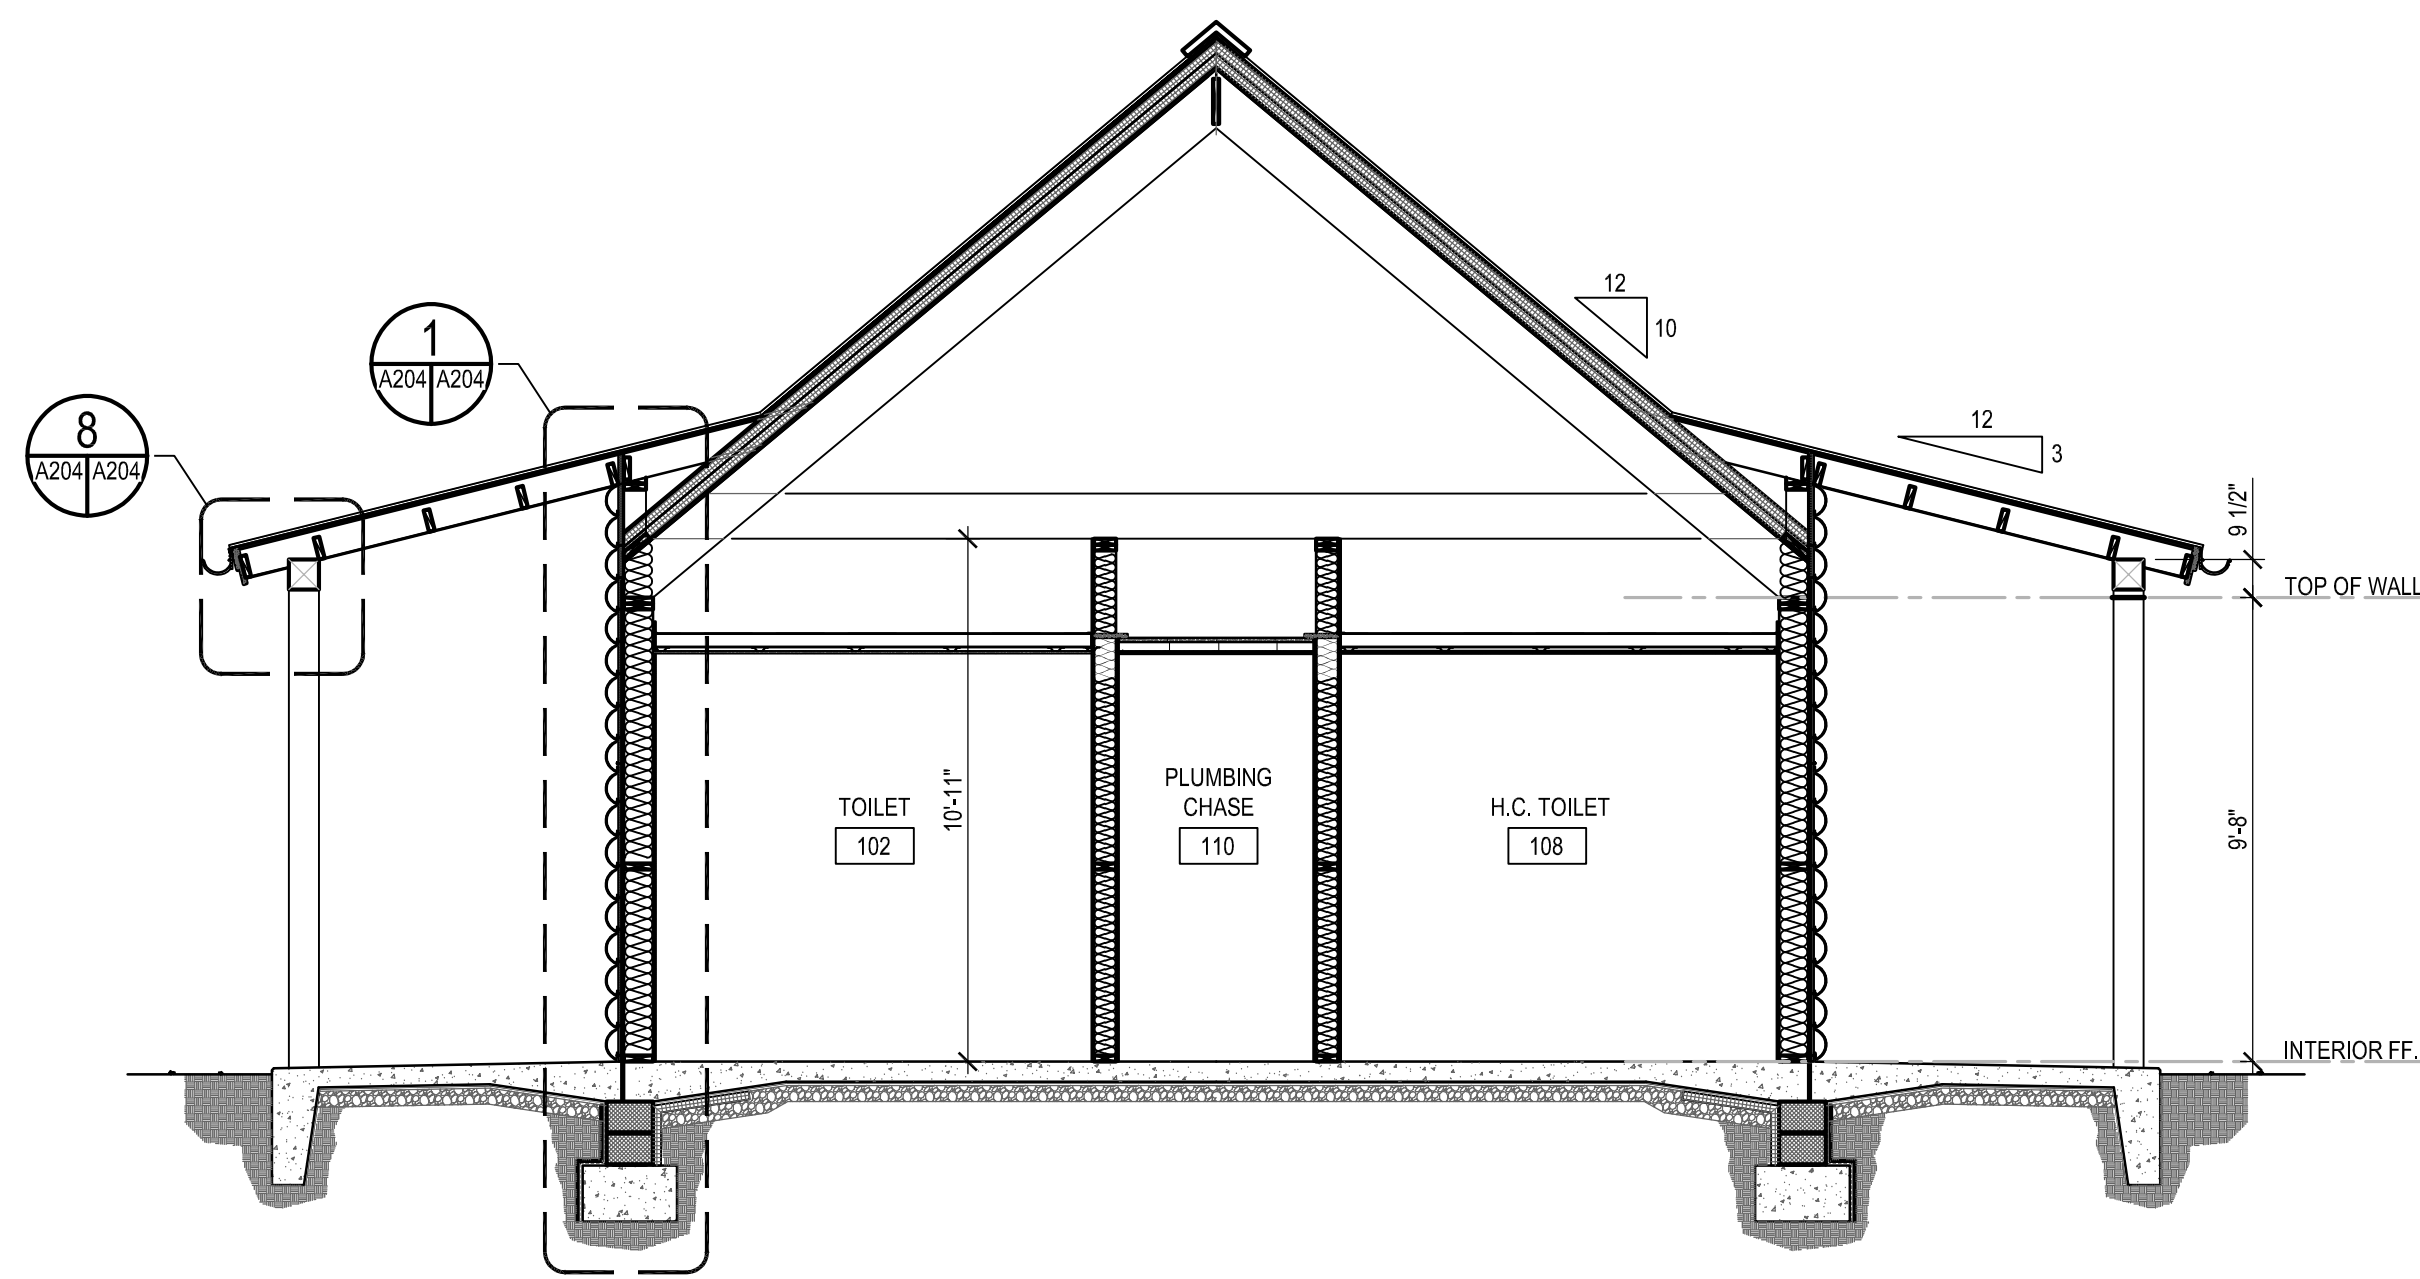 12
10
1
A204 A204
8
A204 A204
12
3
9 1/2"
TOP OF WALL
10'-11"
PLUMBING
CHASE
110
TOILET
102
H.C. TOILET
108
9'-8"
INTERIOR FF.